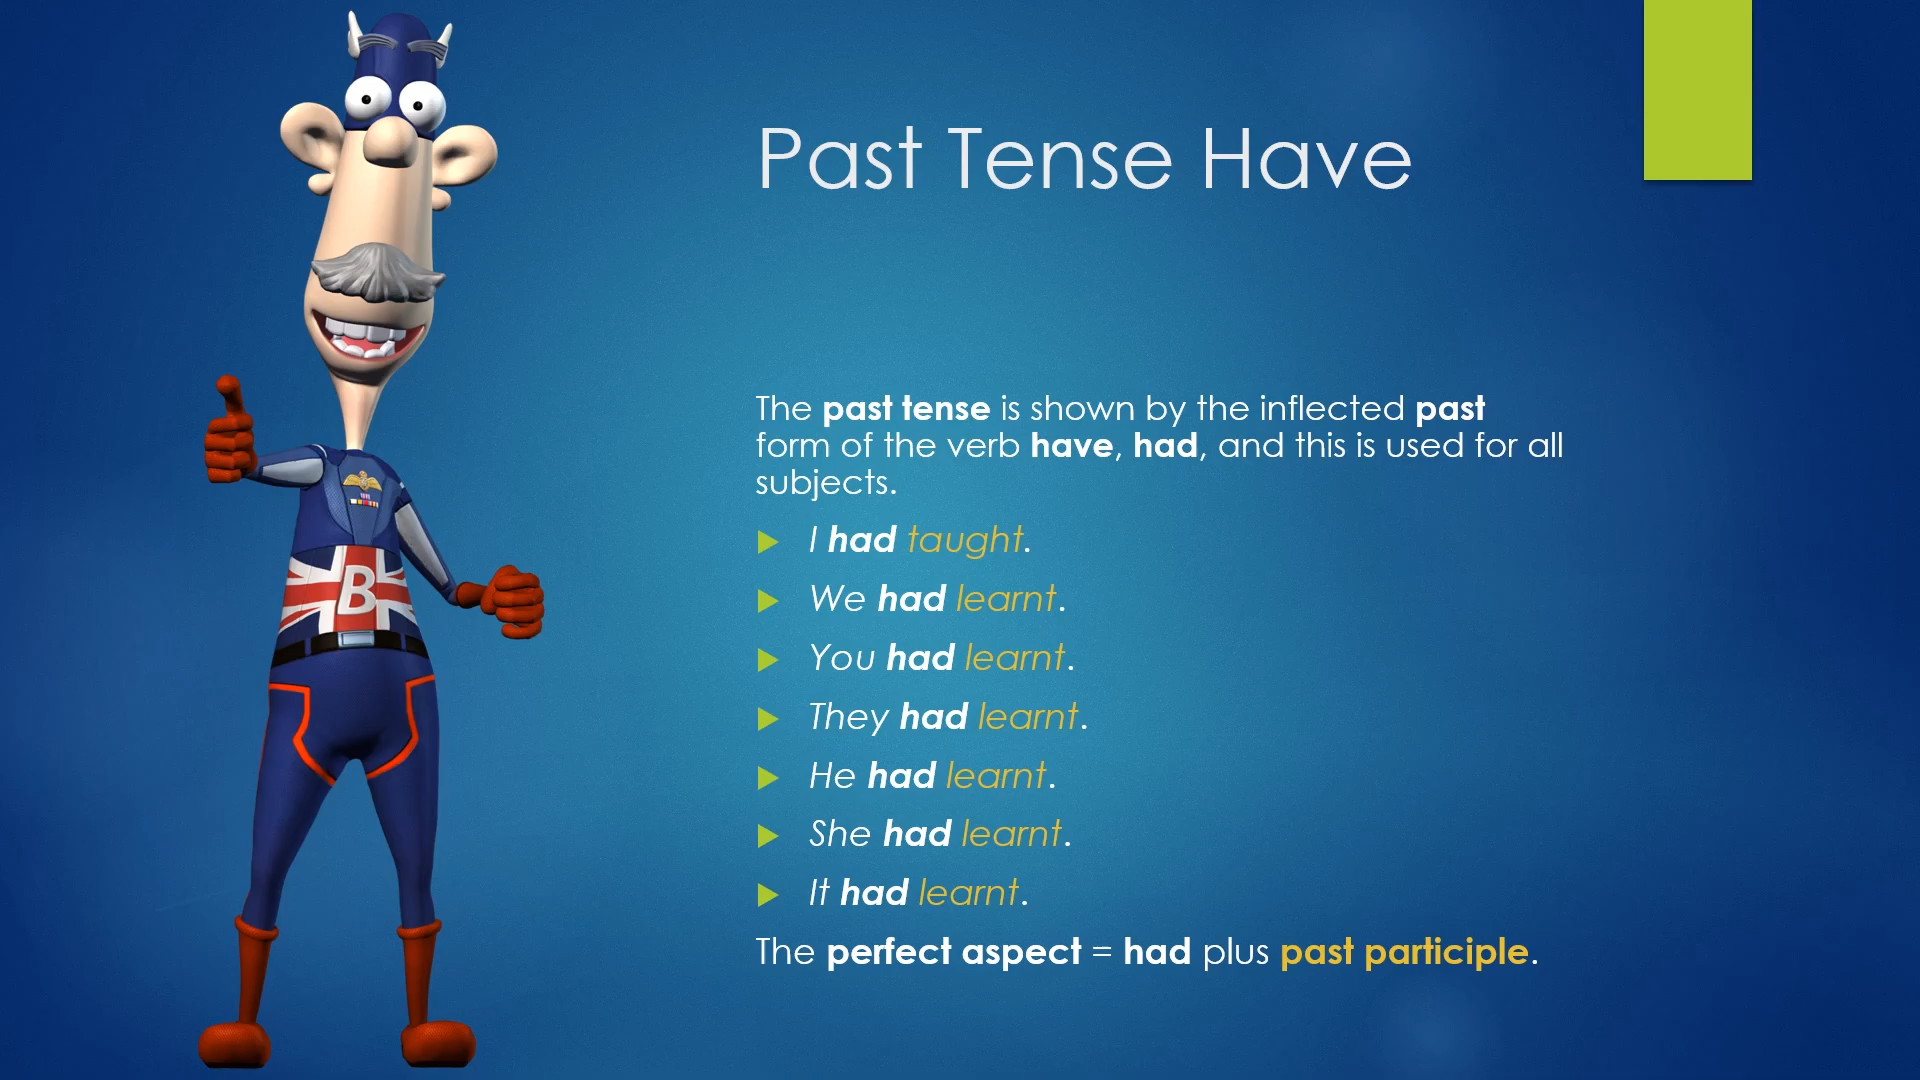 Past Tense Have
The past tense is shown by the inflected past
form of the verb have, had, and this is used for all
subjects.
I had taught.
We had learnt.
You had learnt.
They had learnt.
He had learnt.
She had learnt.
It had learnt.
The perfect aspect = had plus past participle.
B